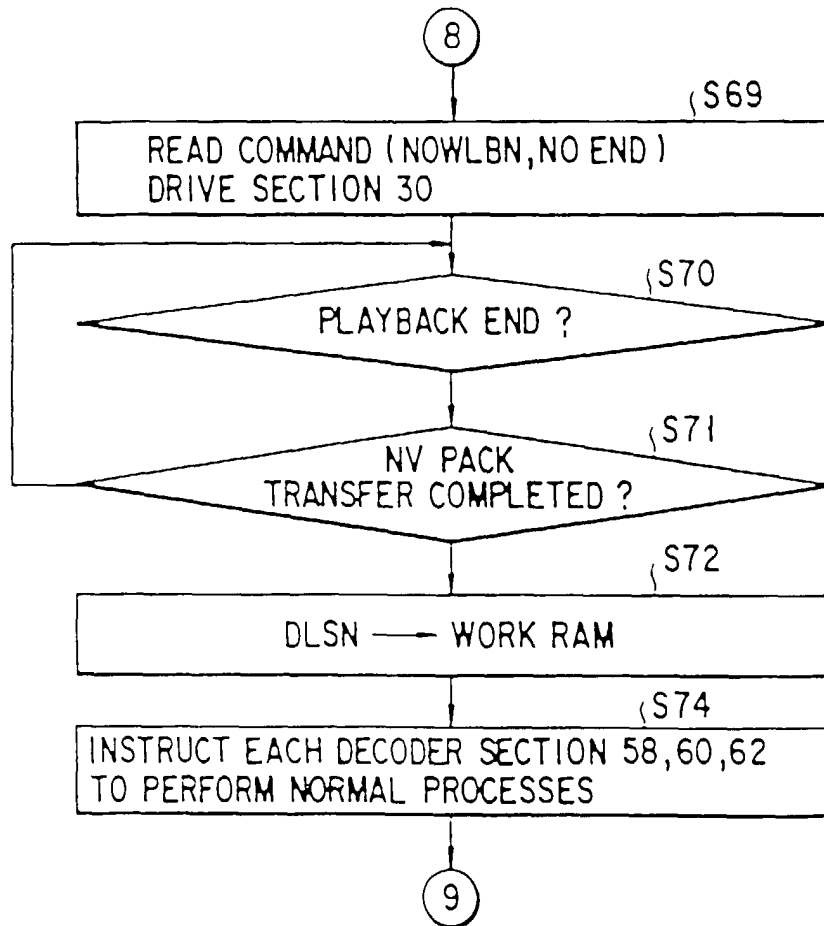 8
S69
READ COMMAND (NOWLBN, NO END)
DRIVE SECTION 30
S70
PLAYBACK END ?
S71
NV PACK
TRANSFER COMPLETED ?
S72
DLSN → WORK RAM
S74
INSTRUCT EACH DECODER SECTION 58,60,62
TO PERFORM NORMAL PROCESSES
9